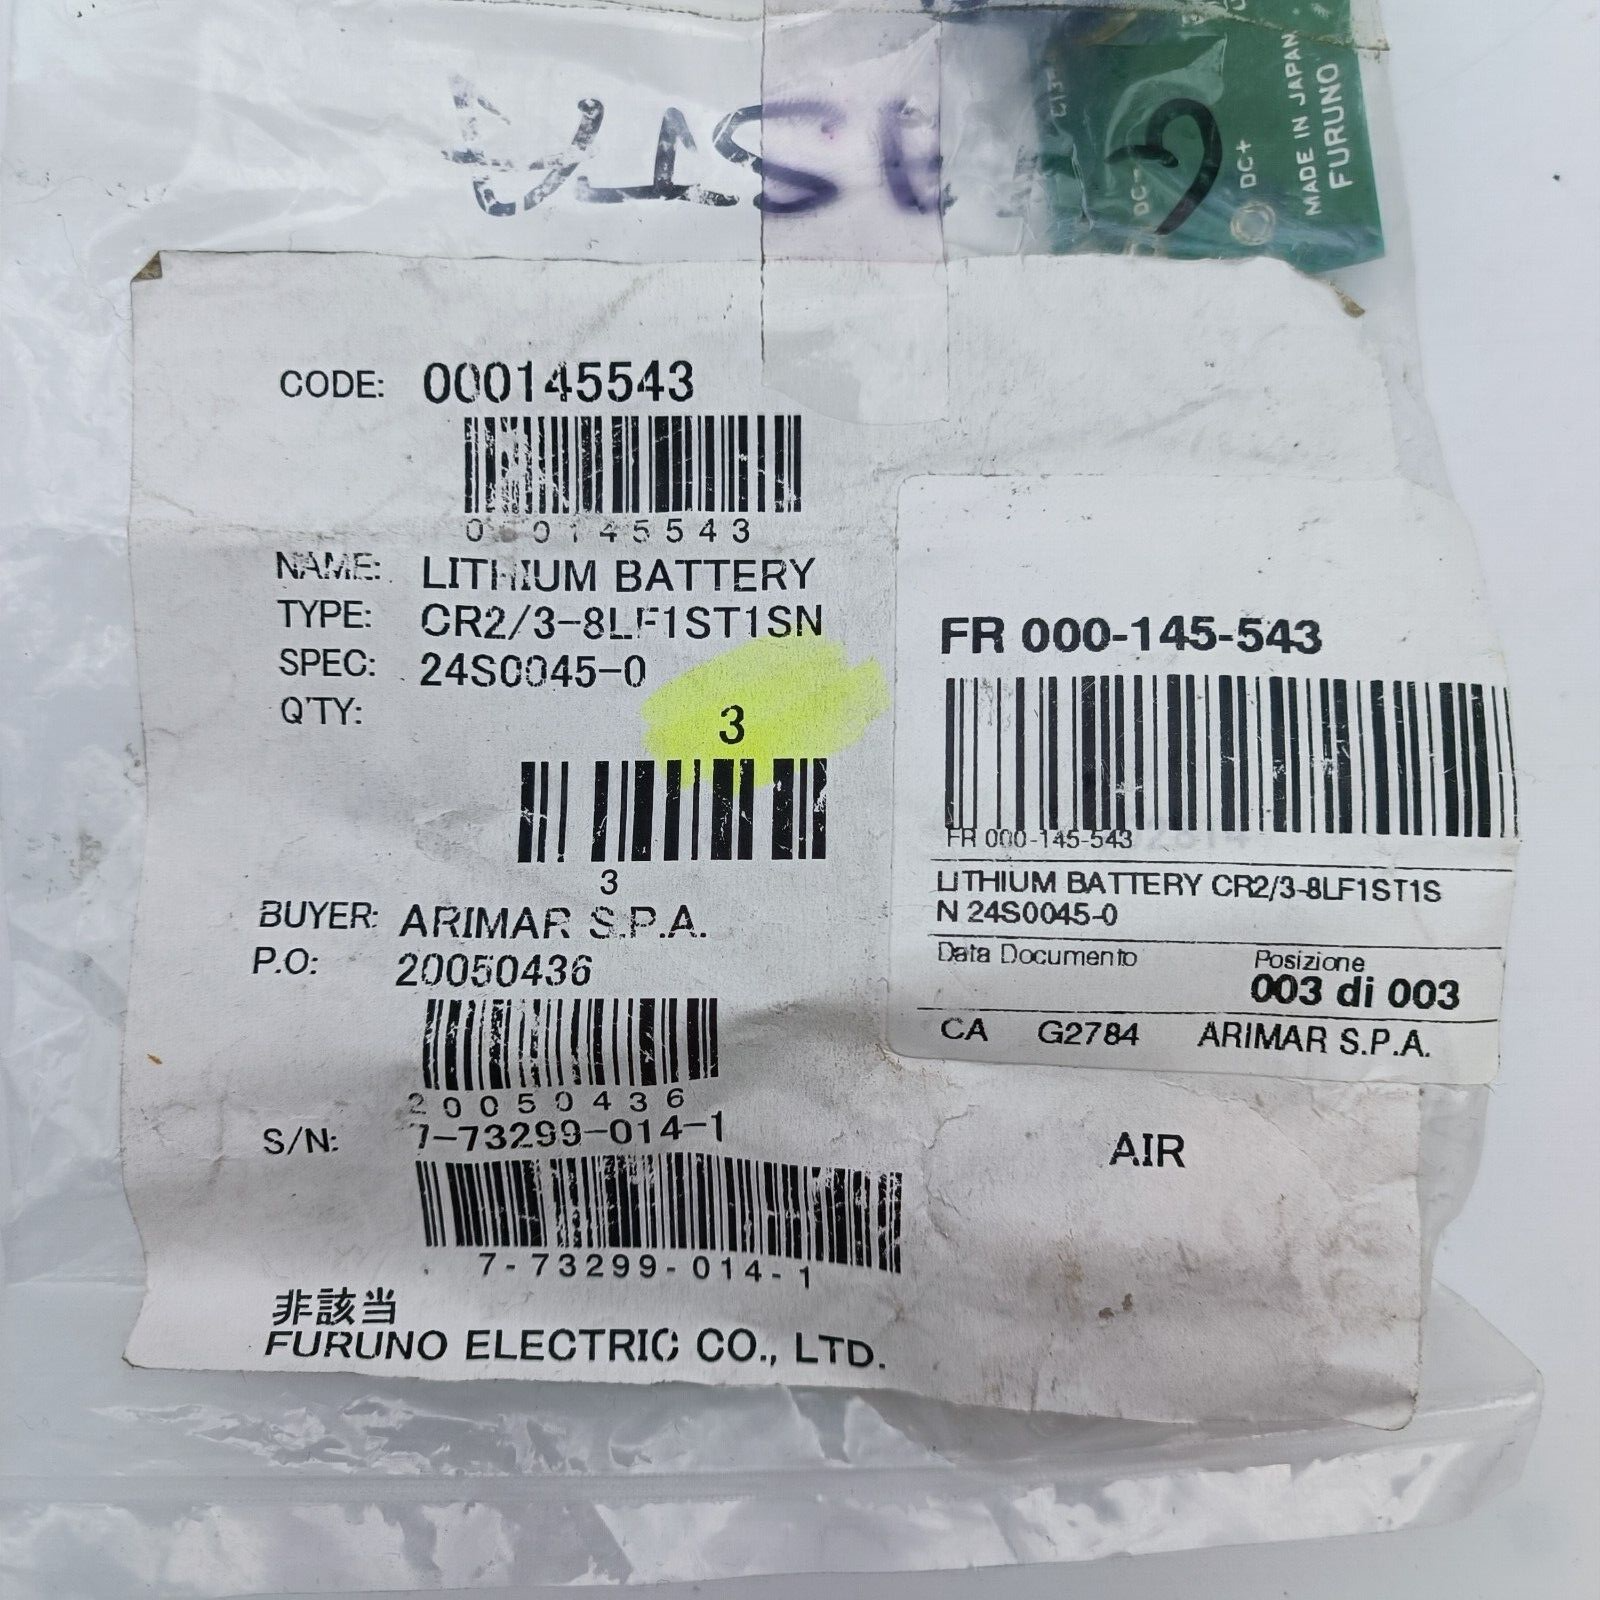 MADE IN JAPAN
FURUNO
DC-
DC+
CODE: 000145543
000145543
NAME: LITHIUM BATTERY
TYPE: CR2/3-8LF1ST1SN
SPEC: 24S0045-0
Q'TY: 3
3
BUYER: ARIMAR S.P.A.
P.O: 20050436
20050436
S/N: 7-73299-014-1
7-73299-014-1
非該当
FURUNO ELECTRIC CO., LTD.
FR 000-145-543
FR 000-145-543
LITHIUM BATTERY CR2/3-8LF1ST1S
N 24S0045-0
Data Documento Posizione
003 di 003
CA G2784 ARIMAR S.P.A.
AIR